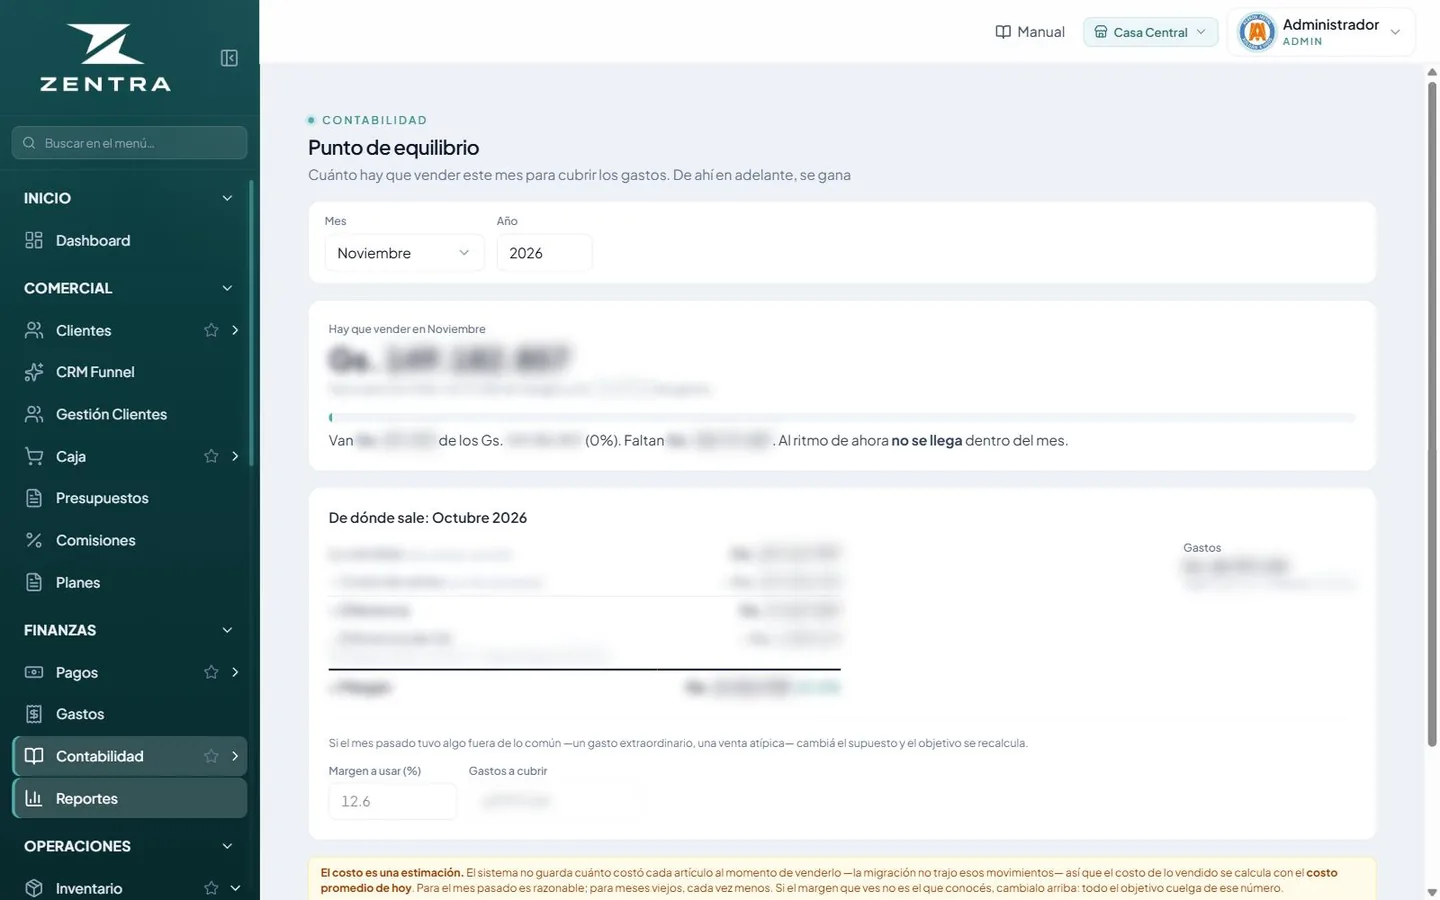 ZENTRA
Manual
Casa Central
Administrador
ADMIN
Buscar en el menú...
INICIO
Dashboard
COMERCIAL
Clientes
CRM Funnel
Gestión Clientes
Caja
Presupuestos
Comisiones
Planes
FINANZAS
Pagos
Gastos
Contabilidad
Reportes
OPERACIONES
Inventario
CONTABILIDAD
Punto de equilibrio
Cuánto hay que vender este mes para cubrir los gastos. De ahí en adelante, se gana
Mes
Año
Noviembre
2026
Hay que vender en Noviembre
Gs.
Van de los Gs. (0%). Faltan . Al ritmo de ahora no se llega dentro del mes.
De dónde sale: Octubre 2026
Gastos
Si el mes pasado tuvo algo fuera de lo común —un gasto extraordinario, una venta atípica— cambiá el supuesto y el objetivo se recalcula.
Margen a usar (%)
Gastos a cubrir
12.6
El costo es una estimación. El sistema no guarda cuánto costó cada artículo al momento de venderlo —la migración no trajo esos movimientos— así que el costo de lo vendido se calcula con el costo
promedio de hoy. Para el mes pasado es razonable; para meses viejos, cada vez menos. Si el margen que ves no es el que conocés, cambialo arriba: todo el objetivo cuelga de ese número.